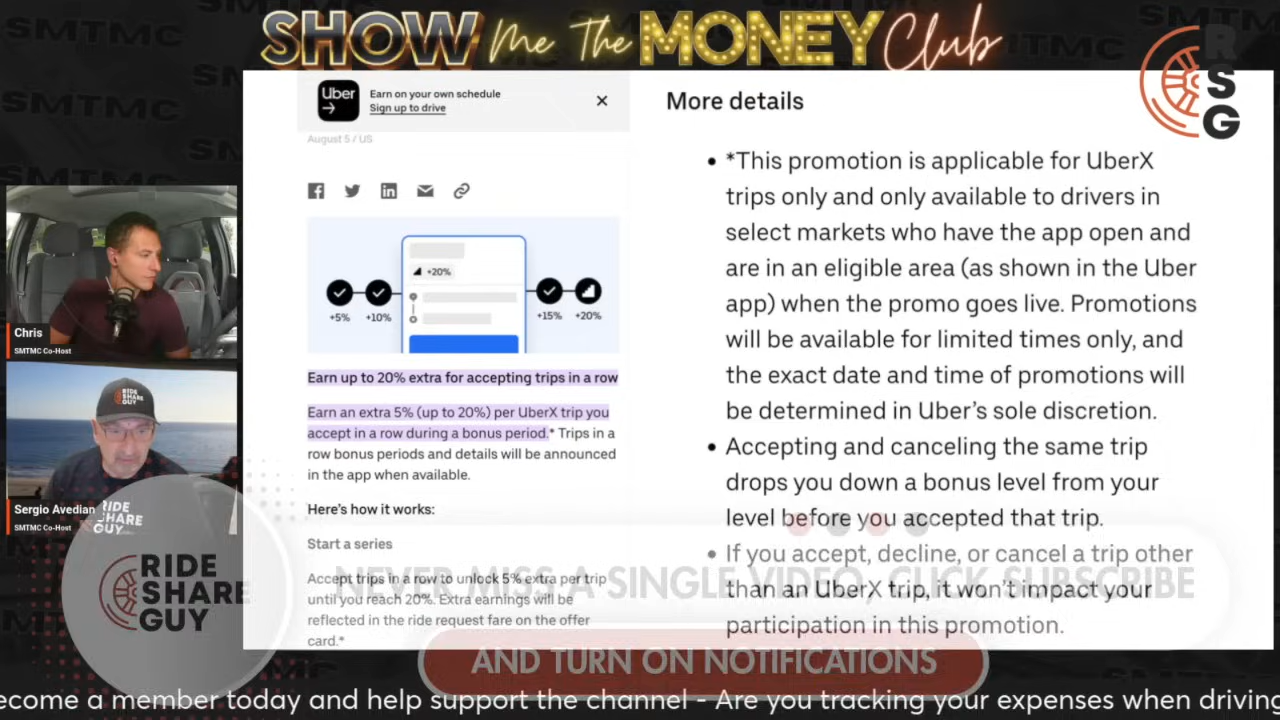 SHOW Me The MONEY Club
SMTMC
SMTMC
SMTMC
RSG
Uber
Earn on your own schedule
Sign up to drive
August 5 / US
+20%
+5%
+10%
+15%
+20%
Earn up to 20% extra for accepting trips in a row
Earn an extra 5% (up to 20%) per UberX trip you
accept in a row during a bonus period.* Trips in a
row bonus periods and details will be announced
in the app when available.
Here's how it works:
Start a series
Accept trips in a row to unlock 5% extra per trip
until you reach 20%. Extra earnings will be
reflected in the ride request fare on the offer
card.*
More details
• *This promotion is applicable for UberX
trips only and only available to drivers in
select markets who have the app open and
are in an eligible area (as shown in the Uber
app) when the promo goes live. Promotions
will be available for limited times only, and
the exact date and time of promotions will
be determined in Uber's sole discretion.
• Accepting and canceling the same trip
drops you down a bonus level from your
level before you accepted that trip.
• If you accept, decline, or cancel a trip other
than an UberX trip, it won't impact your
participation in this promotion.
Chris
SMTMC Co-Host
RIDE
SHARE
GUY
Sergio Avedian
SMTMC Co-Host
RIDE
SHARE
GUY
RIDE
SHARE
GUY
NEVER MISS A SINGLE VIDEO, CLICK SUBSCRIBE
AND TURN ON NOTIFICATIONS
ecome a member today and help support the channel - Are you tracking your expenses when driving